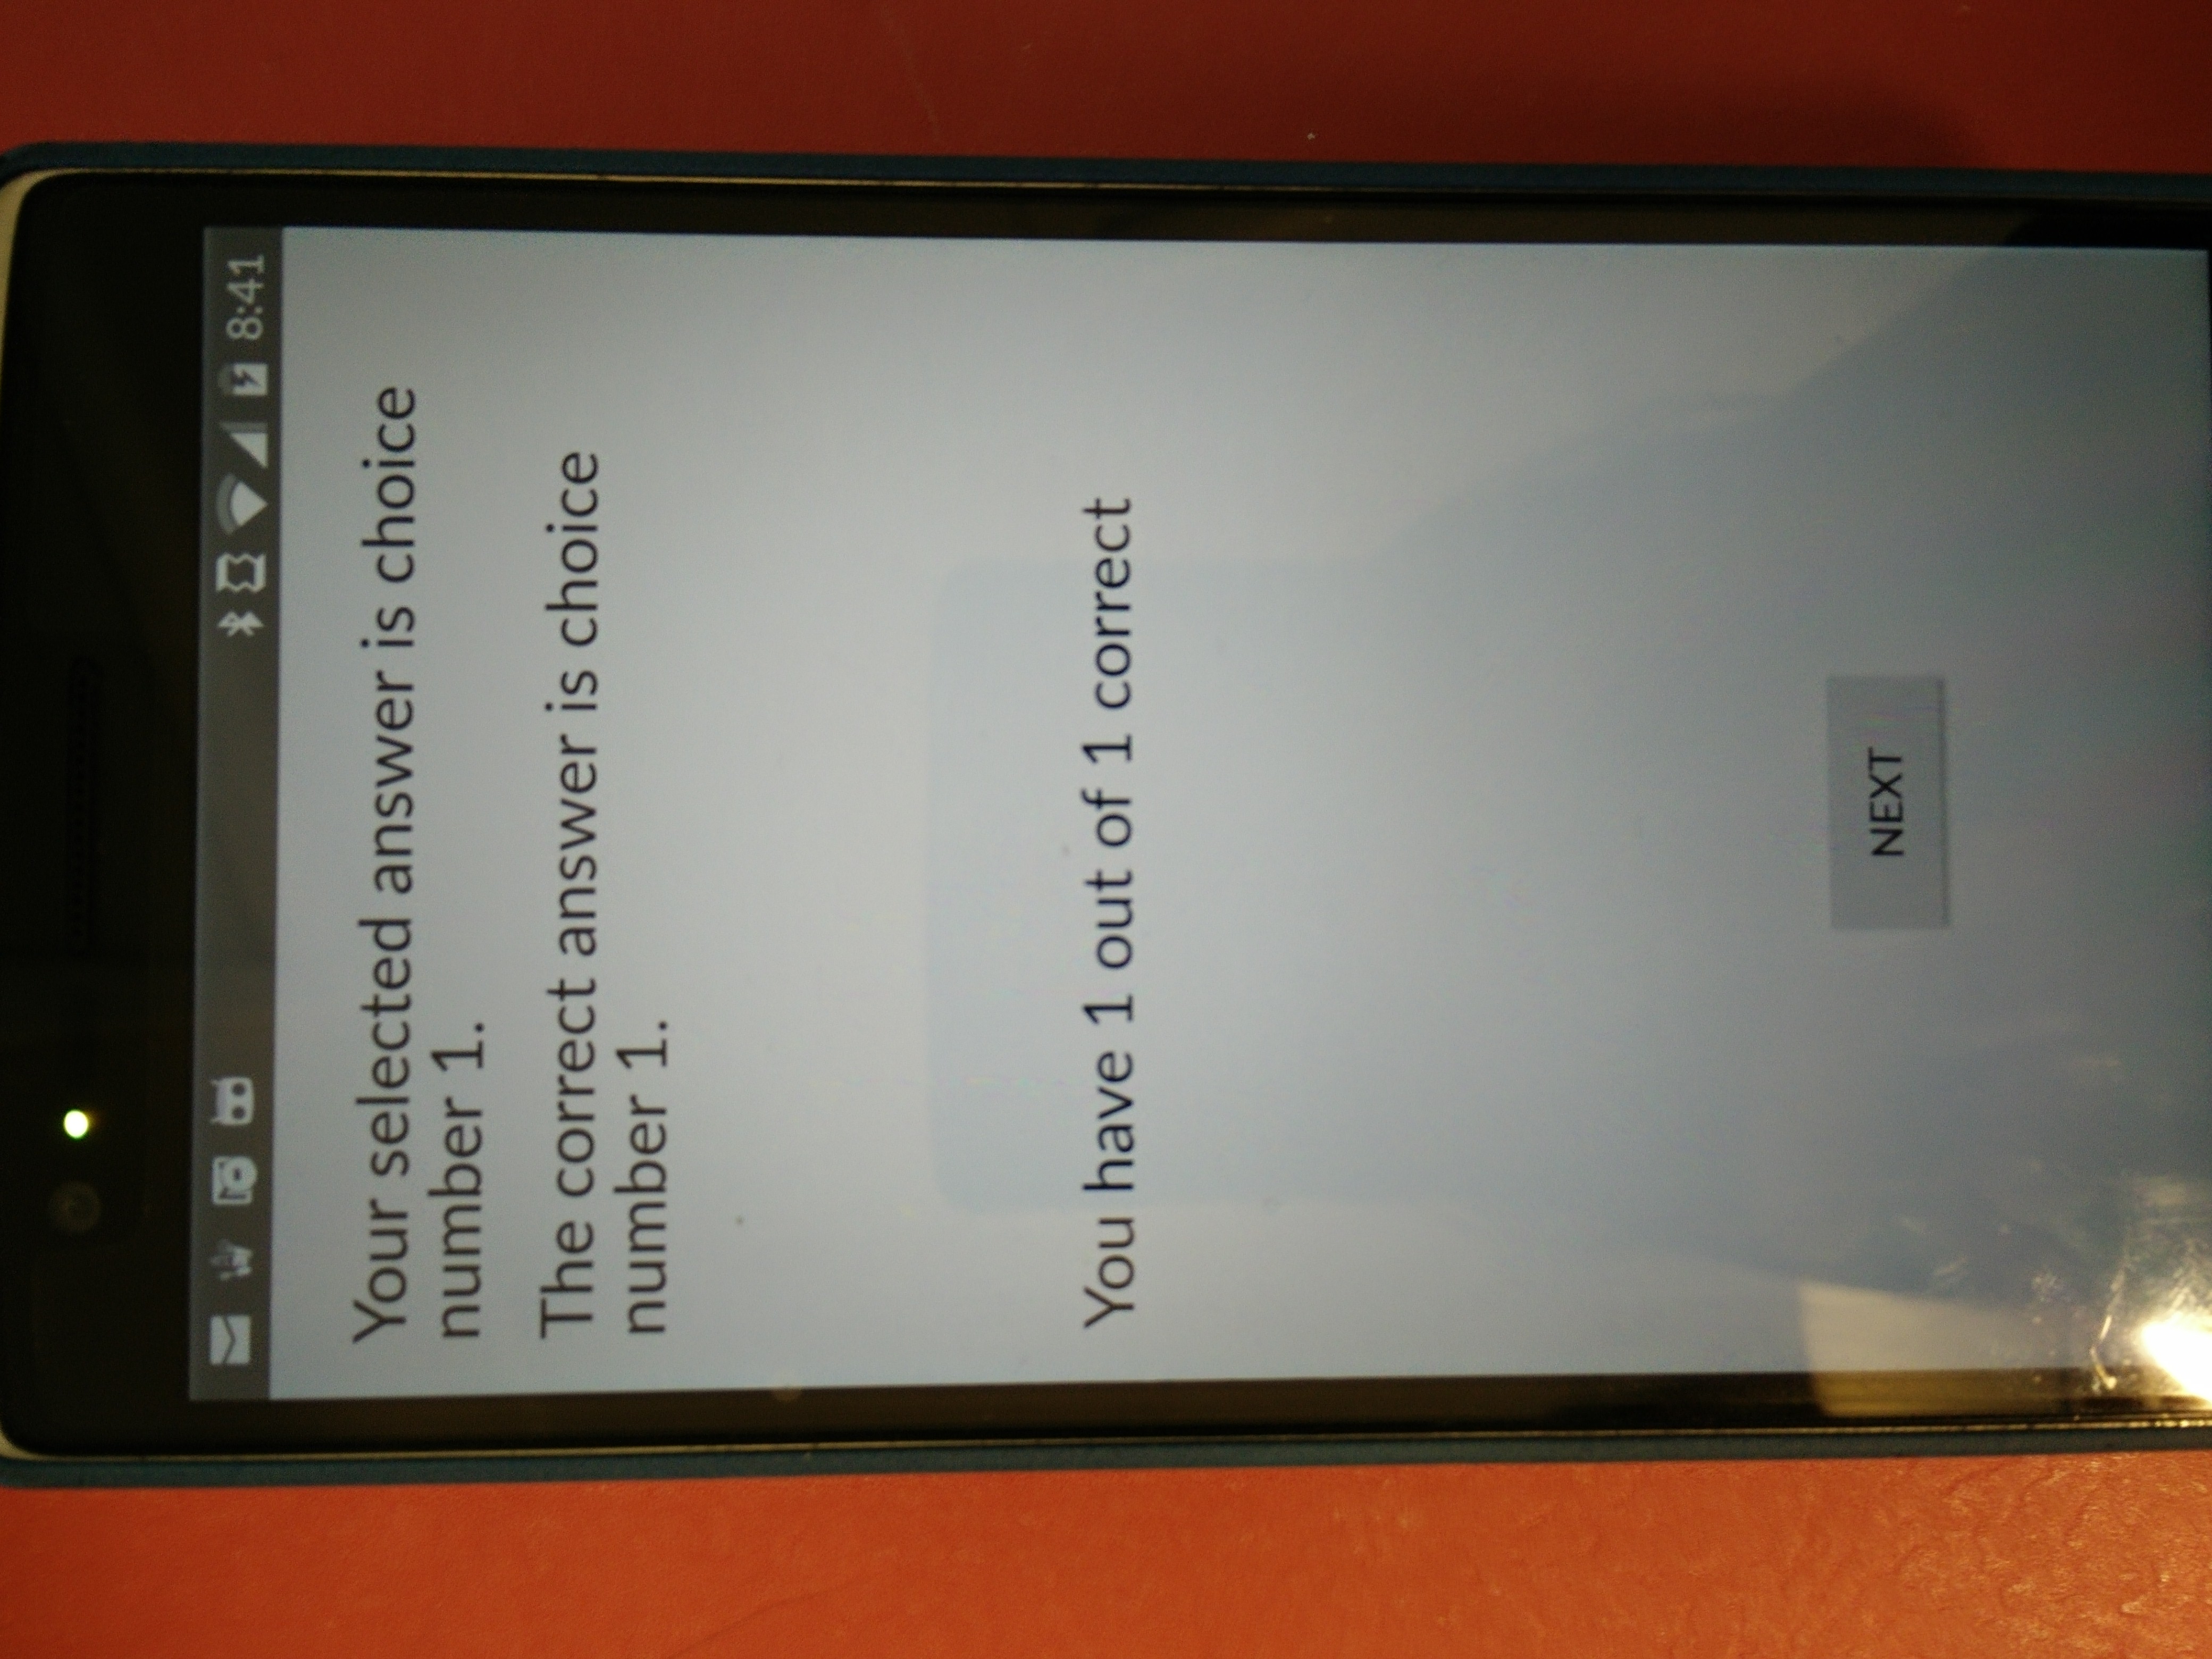 8:41
Your selected answer is choice
number 1.
The correct answer is choice
number 1.
You have 1 out of 1 correct
NEXT